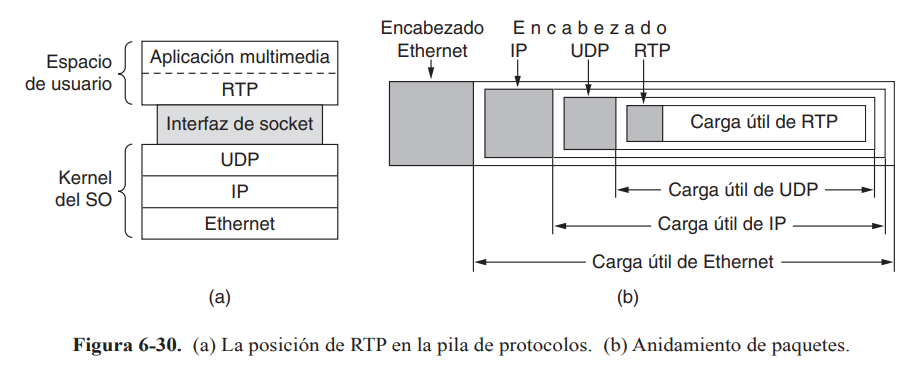 Espacio
de usuario
Aplicación multimedia
RTP
Interfaz de socket
Kernel
del SO
UDP
IP
Ethernet
(a)
Encabezado
Ethernet
Encabezado
IP UDP RTP
Carga útil de RTP
Carga útil de UDP
Carga útil de IP
Carga útil de Ethernet
(b)
Figura 6-30. (a) La posición de RTP en la pila de protocolos. (b) Anidamiento de paquetes.